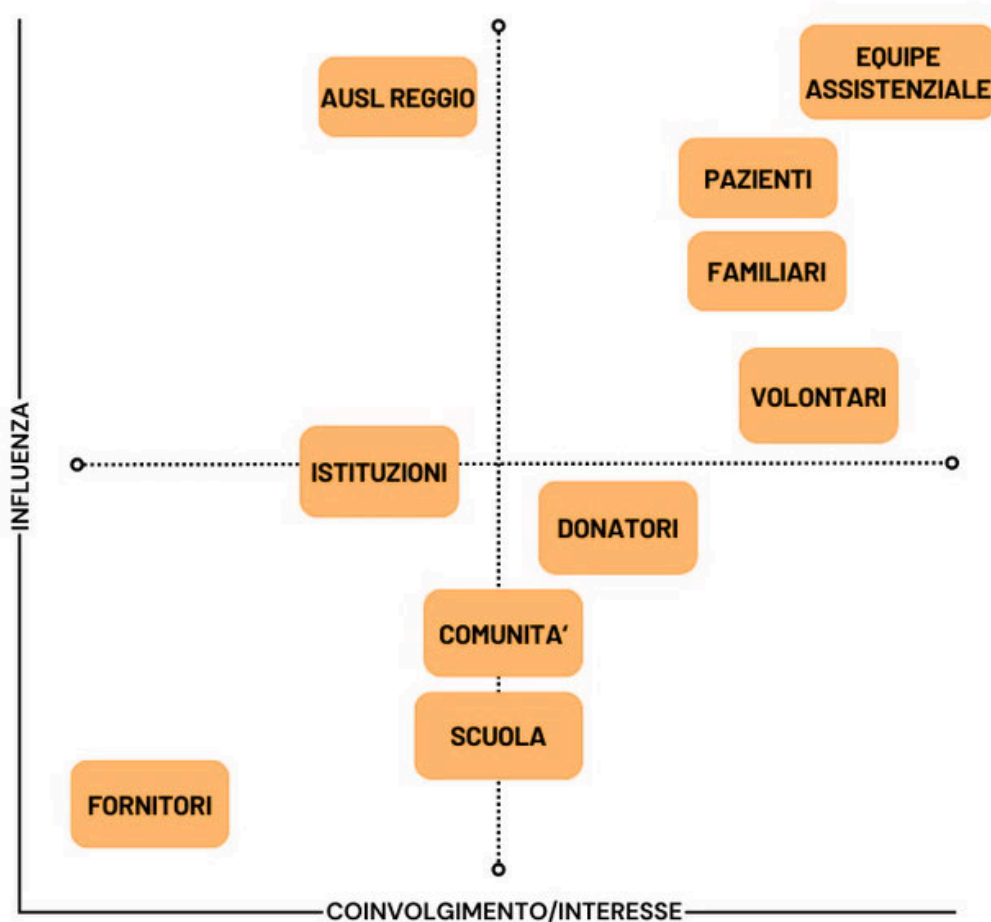 EQUIPE
ASSISTENZIALE
AUSL REGGIO
PAZIENTI
FAMILIARI
VOLONTARI
INFLUENZA
ISTITUZIONI
DONATORI
COMUNITA'
SCUOLA
FORNITORI
COINVOLGIMENTO/INTERESSE